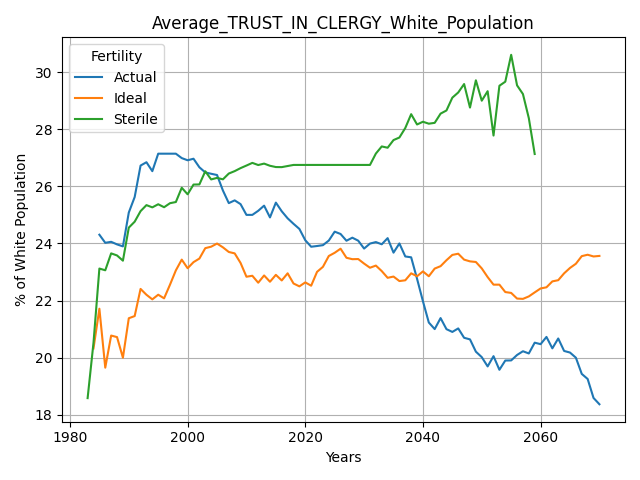 Average_TRUST_IN_CLERGY_White_Population
Fertility
Actual
Ideal
Sterile
% of White Population
30
28
26
24
22
20
18
1980
2000
2020
2040
2060
Years